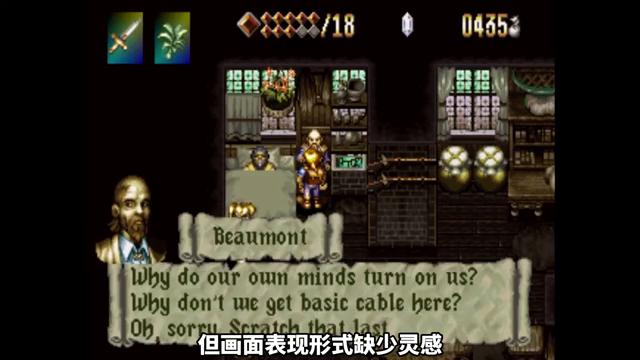 /18
0435
Beaumont
Why do our own minds turn on us?
Why don't we get basic cable here?
Oh, sorry. Scratch that last
但画面表现形式缺少灵感